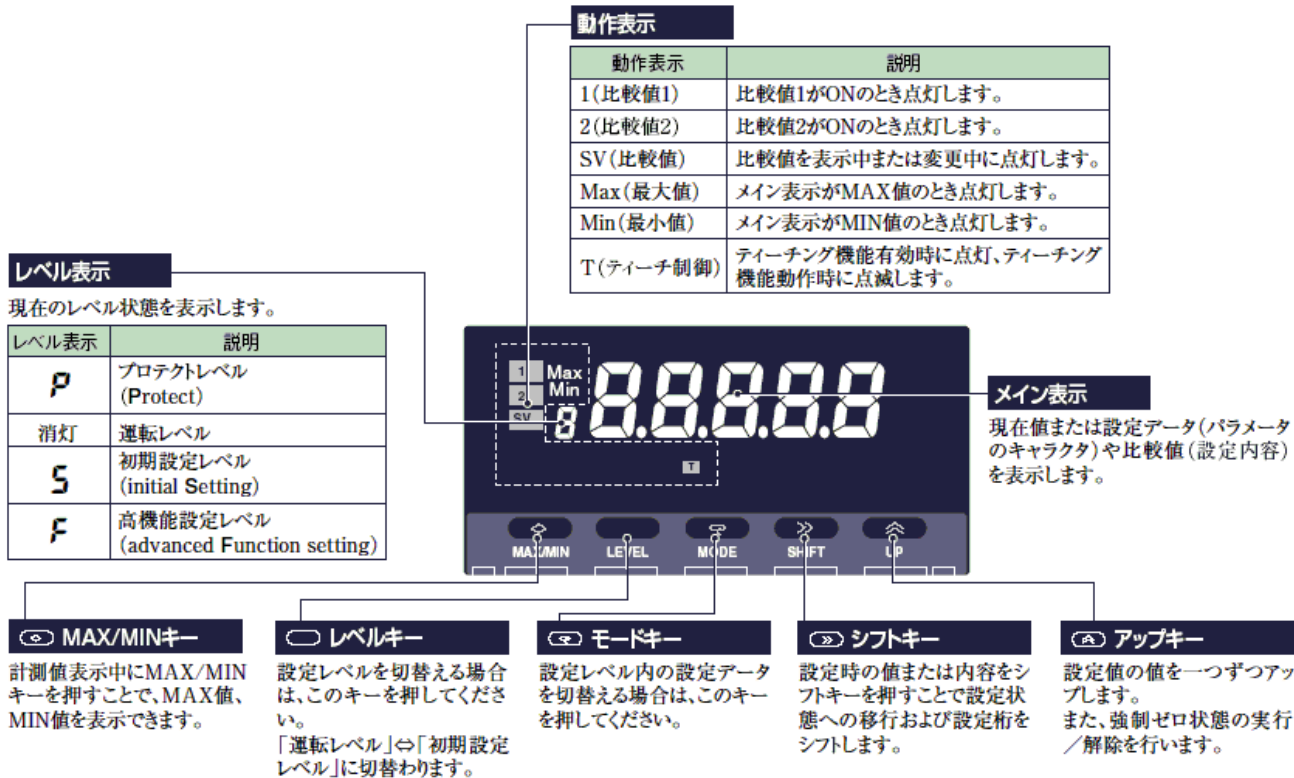 動作表示
動作表示 説明
1(比較値1) 比較値1がONのとき点灯します。
2(比較値2) 比較値2がONのとき点灯します。
SV(比較値) 比較値を表示中または変更中に点灯します。
Max(最大値) メイン表示がMAX値のとき点灯します。
Min(最小値) メイン表示がMIN値のとき点灯します。
T(ティーチ制御) ティーチング機能有効時に点灯、ティーチング
機能動作時に点滅します。
レベル表示
現在のレベル状態を表示します。
レベル表示 説明
P プロテクトレベル
(Protect)
消灯 運転レベル
S 初期設定レベル
(initial Setting)
F 高機能設定レベル
(advanced Function setting)
1 Max
2 Min
SV 8 8.8.8.8.8
T
MAX/MIN LEVEL MODE SHIFT UP
メイン表示
現在値または設定データ(パラメータ
のキャラクタ)や比較値(設定内容)
を表示します。
MAX/MINキー
計測値表示中にMAX/MIN
キーを押すことで、MAX値、
MIN値を表示できます。
レベルキー
設定レベルを切替える場合
は、このキーを押してくださ
い。
「運転レベル」⇔「初期設定
レベル」に切替わります。
モードキー
設定レベル内の設定データ
を切替える場合は、このキー
を押してください。
シフトキー
設定時の値または内容をシ
フトキーを押すことで設定状
態への移行および設定桁を
シフトします。
アップキー
設定値の値を一つずつアッ
プします。
また、強制ゼロ状態の実行
/解除を行います。